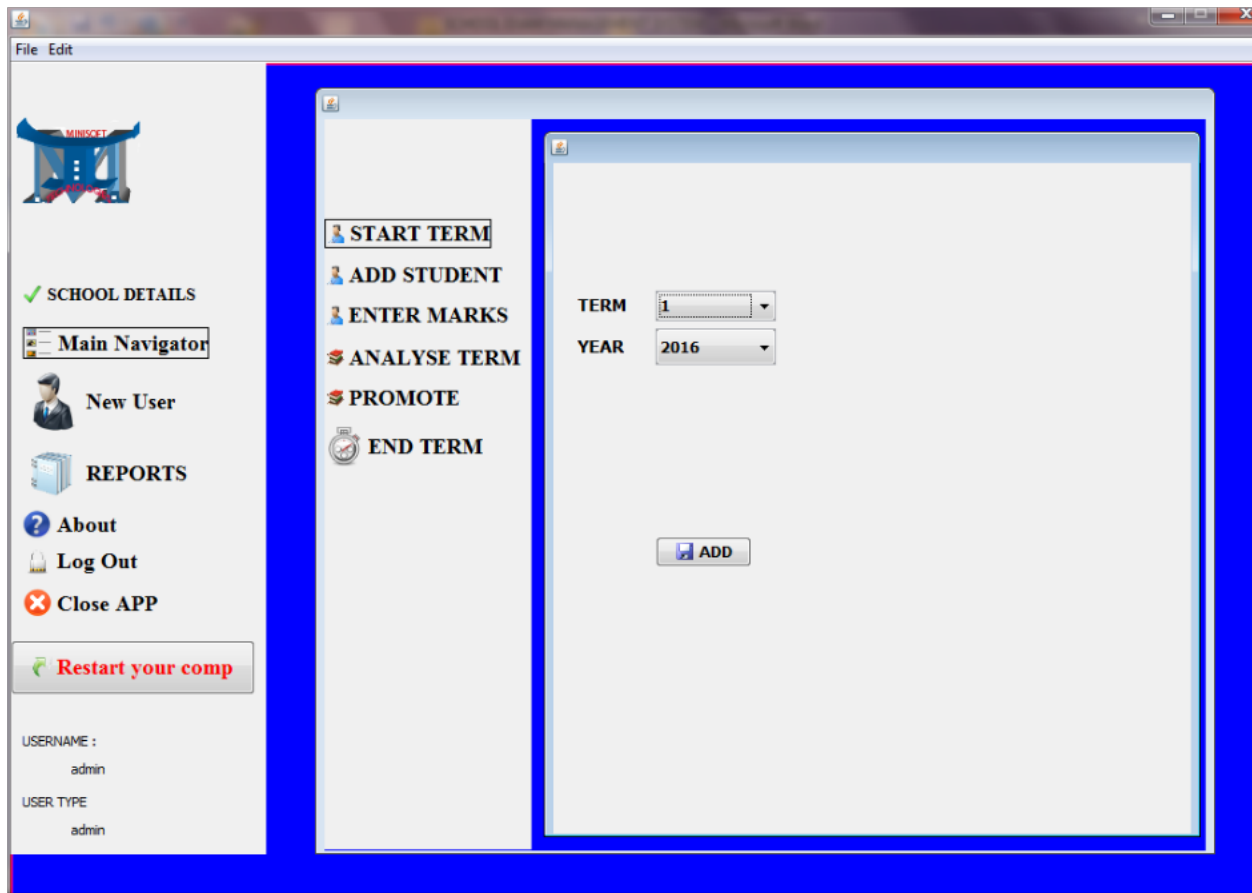 File Edit
MINISOFT
SCHOOL DETAILS
Main Navigator
New User
REPORTS
About
Log Out
Close APP
Restart your comp
USERNAME :
admin
USER TYPE
admin
START TERM
ADD STUDENT
ENTER MARKS
ANALYSE TERM
PROMOTE
END TERM
TERM 1
YEAR 2016
ADD